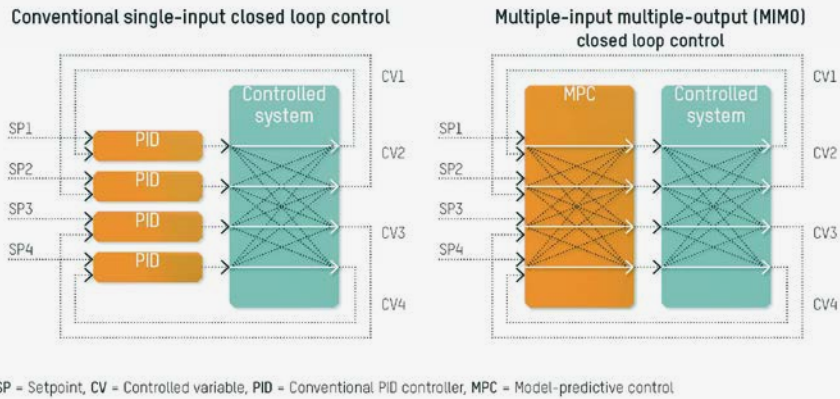 Conventional single-input closed loop control
Multiple-input multiple-output (MIMO)
closed loop control
CV1
CV2
CV3
CV4
SP1
SP2
SP3
SP4
PID
PID
PID
PID
Controlled
system
CV1
CV2
CV3
CV4
SP1
SP2
SP3
SP4
MPC
Controlled
system
SP = Setpoint, CV = Controlled variable, PID = Conventional PID controller, MPC = Model-predictive control